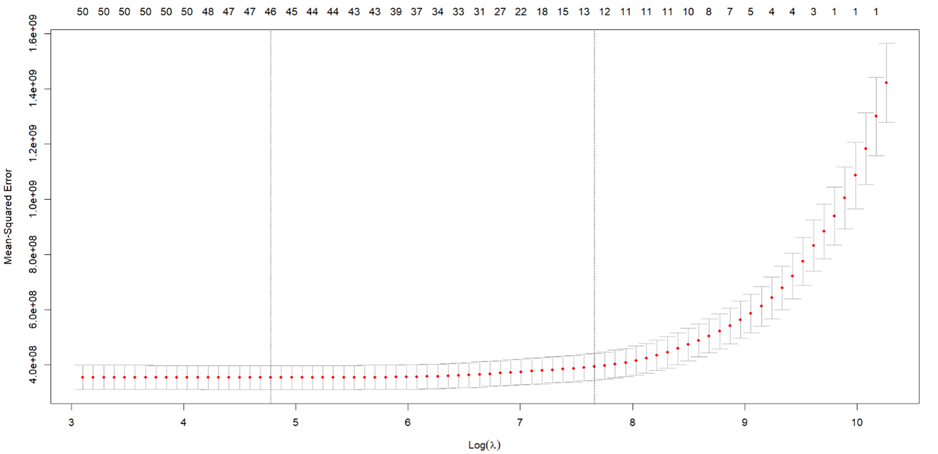 50 50 50 50 50 50 48 47 47 46 45 44 44 43 43 39 37 34 33 31 27 22 18 15 13 12 11 11 11 10 8 7 5 4 4 3 1 1 1
1.6e+09
1.4e+09
1.2e+09
1.0e+09
8.0e+08
6.0e+08
4.0e+08
Mean-Squared Error
3 4 5 6 7 8 9 10
Log(λ)